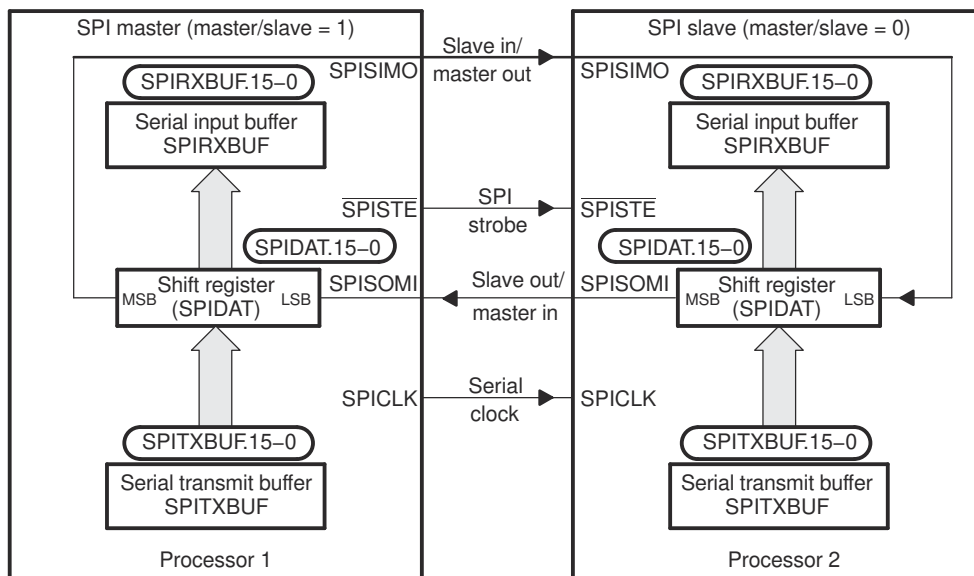 SPI master (master/slave = 1)
SPIRXBUF.15−0
Serial input buffer
SPIRXBUF
SPISIMO
SPISTE
SPIDAT.15−0
MSB
Shift register
(SPIDAT)
LSB
SPISOMI
SPICLK
SPITXBUF.15−0
Serial transmit buffer
SPITXBUF
Processor 1
Slave in/
master out
SPI
strobe
Slave out/
master in
Serial
clock
SPI slave (master/slave = 0)
SPISIMO
SPIRXBUF.15−0
Serial input buffer
SPIRXBUF
SPISTE
SPIDAT.15−0
SPISOMI
MSB
Shift register
(SPIDAT)
LSB
SPICLK
SPITXBUF.15−0
Serial transmit buffer
SPITXBUF
Processor 2